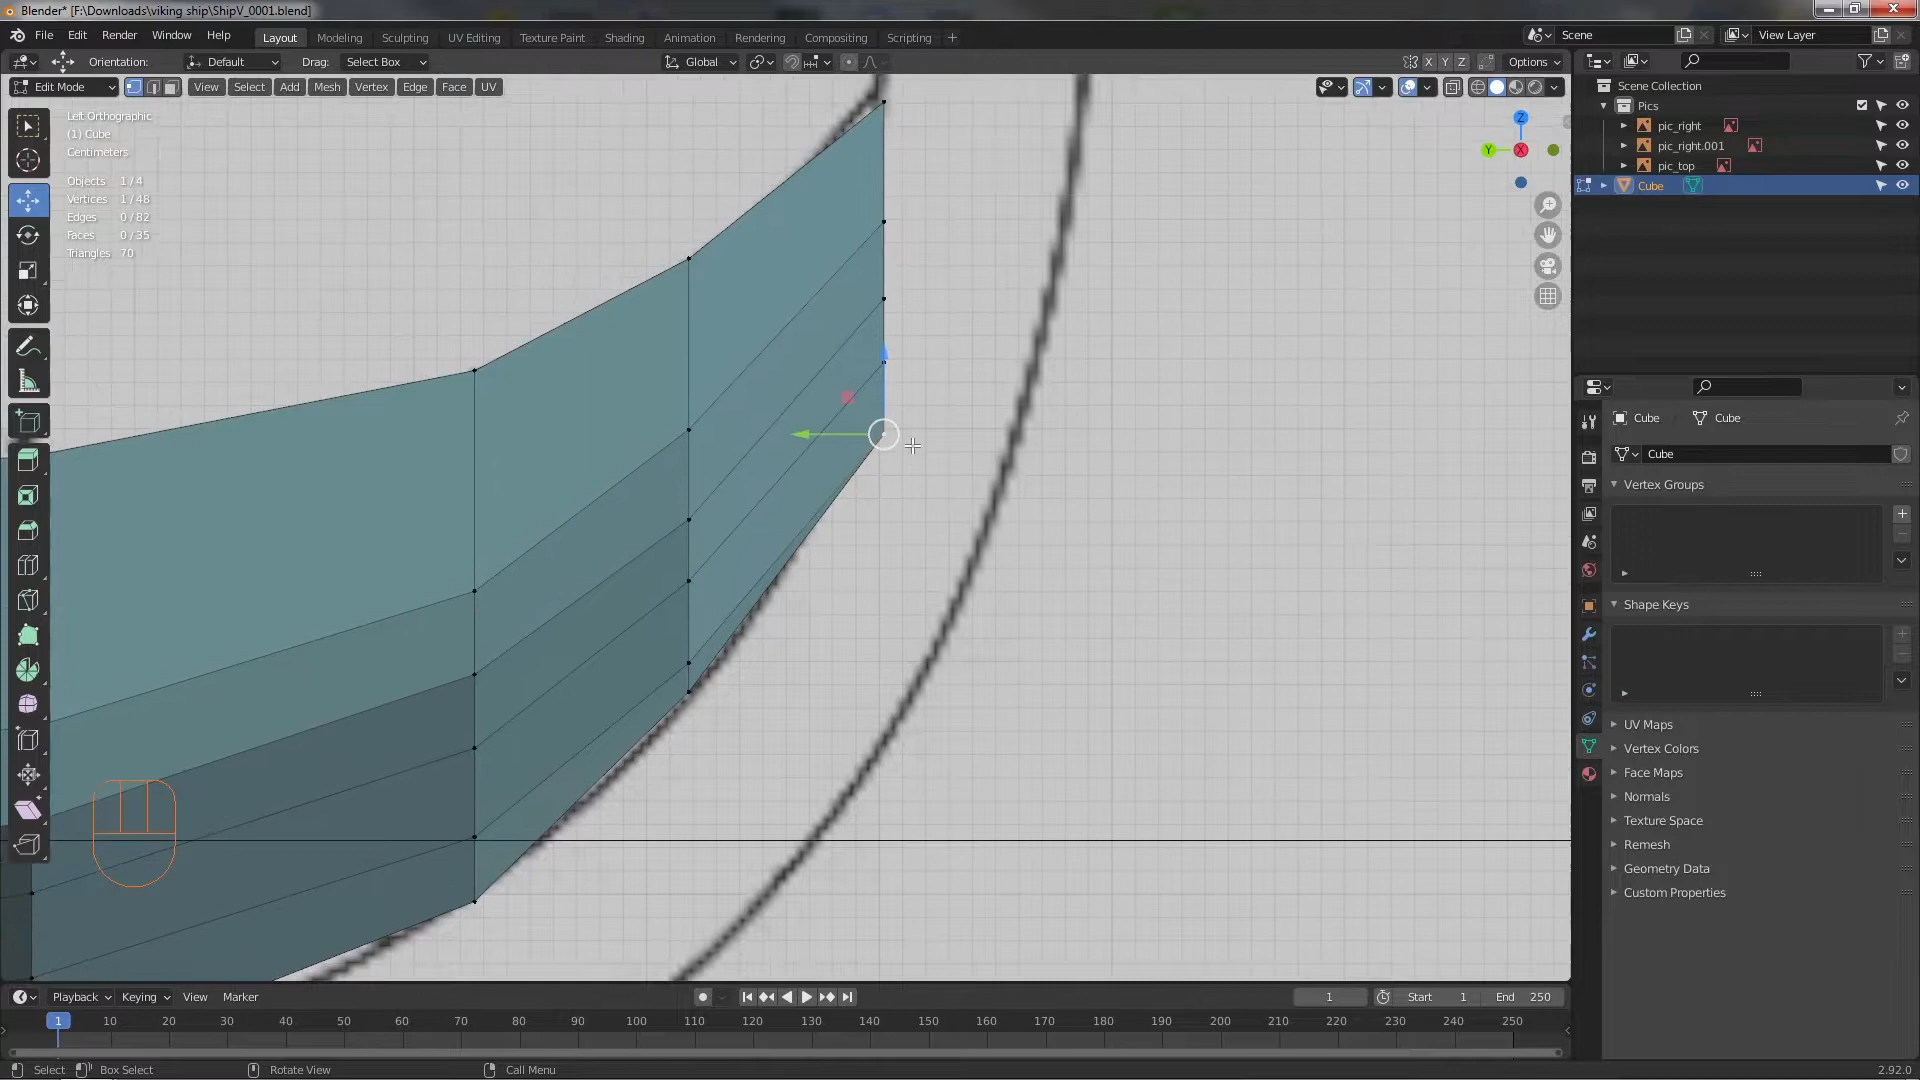 Blender* [F:\Downloads\viking ship\ShipV_0001.blend]
File Edit Render Window Help
Layout Modeling Sculpting UV Editing Texture Paint Shading Animation Rendering Compositing Scripting +
Scene
View Layer
Orientation: Default Drag: Select Box
Global
X Y Z
Options
Edit Mode View Select Add Mesh Vertex Edge Face UV
Left Orthographic
(1) Cube
Centimeters
Objects 1 / 4
Vertices 1 / 48
Edges 0 / 82
Faces 0 / 35
Triangles 70
Z
Y
X
Scene Collection
Pics
pic_right
pic_right.001
pic_top
Cube
Cube Cube
Cube
Vertex Groups
Shape Keys
UV Maps
Vertex Colors
Face Maps
Normals
Texture Space
Remesh
Geometry Data
Custom Properties
Playback Keying View Marker
1 Start 1 End 250
1 10 20 30 40 50 60 70 80 90 100 110 120 130 140 150 160 170 180 190 200 210 220 230 240 250
Select Box Select Rotate View Call Menu 2.92.0